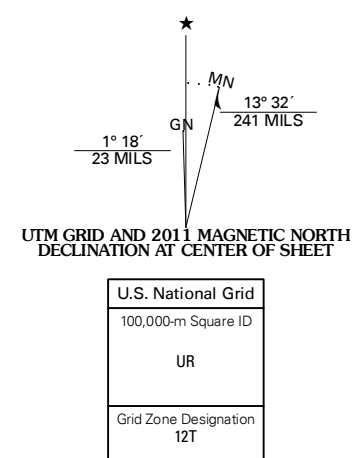 ★
MN
GN
13° 32´
241 MILS
1° 18´
23 MILS
UTM GRID AND 2011 MAGNETIC NORTH
DECLINATION AT CENTER OF SHEET
U.S. National Grid
100,000-m Square ID
UR
Grid Zone Designation
12T